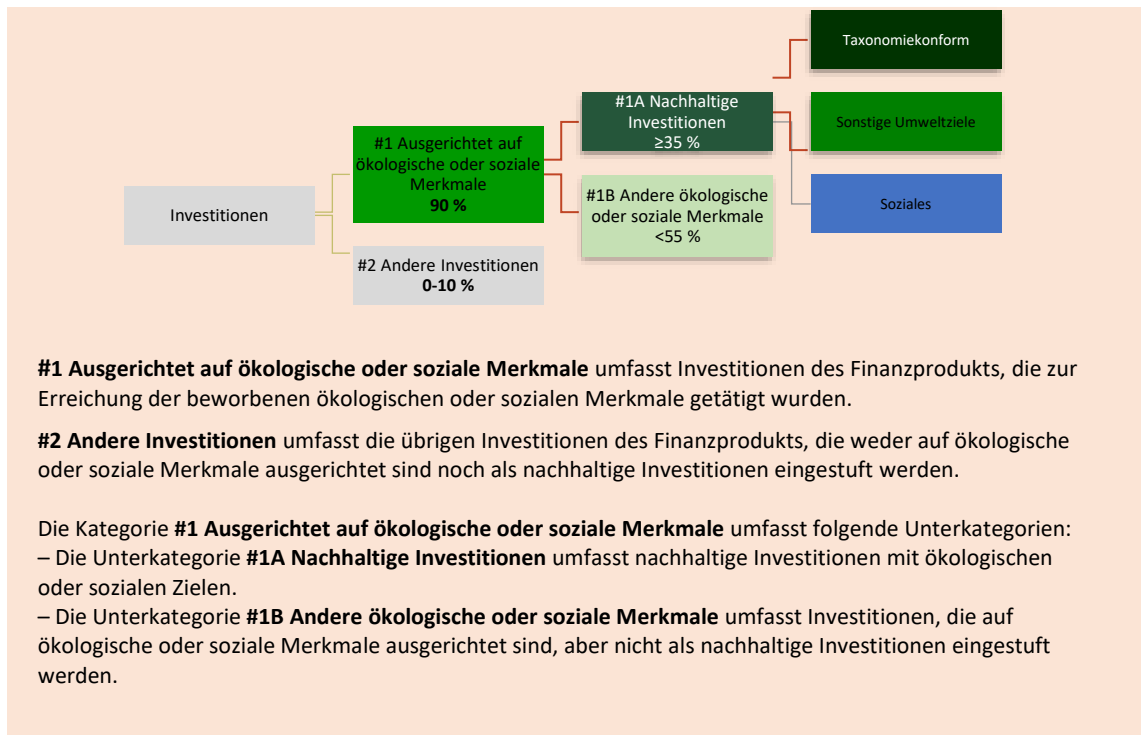 Taxonomiekonform
#1A Nachhaltige
Investitionen
≥35 %
Sonstige Umweltziele
#1 Ausgerichtet auf
ökologische oder soziale
Merkmale
90 %
#1B Andere ökologische
oder soziale Merkmale
<55 %
Soziales
Investitionen
#2 Andere Investitionen
0-10 %
#1 Ausgerichtet auf ökologische oder soziale Merkmale umfasst Investitionen des Finanzprodukts, die zur
Erreichung der beworbenen ökologischen oder sozialen Merkmale getätigt wurden.
#2 Andere Investitionen umfasst die übrigen Investitionen des Finanzprodukts, die weder auf ökologische
oder soziale Merkmale ausgerichtet sind noch als nachhaltige Investitionen eingestuft werden.
Die Kategorie #1 Ausgerichtet auf ökologische oder soziale Merkmale umfasst folgende Unterkategorien:
– Die Unterkategorie #1A Nachhaltige Investitionen umfasst nachhaltige Investitionen mit ökologischen
oder sozialen Zielen.
– Die Unterkategorie #1B Andere ökologische oder soziale Merkmale umfasst Investitionen, die auf
ökologische oder soziale Merkmale ausgerichtet sind, aber nicht als nachhaltige Investitionen eingestuft
werden.